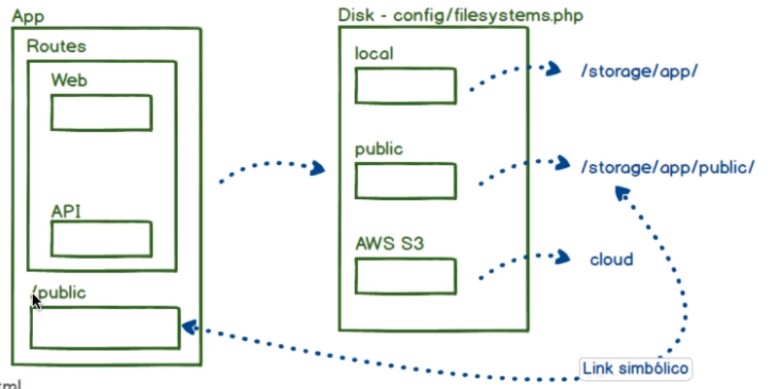 App
Routes
Web
API
/public
Disk - config/filesystems.php
local
/storage/app/
public
/storage/app/public/
AWS S3
cloud
Link simbólico